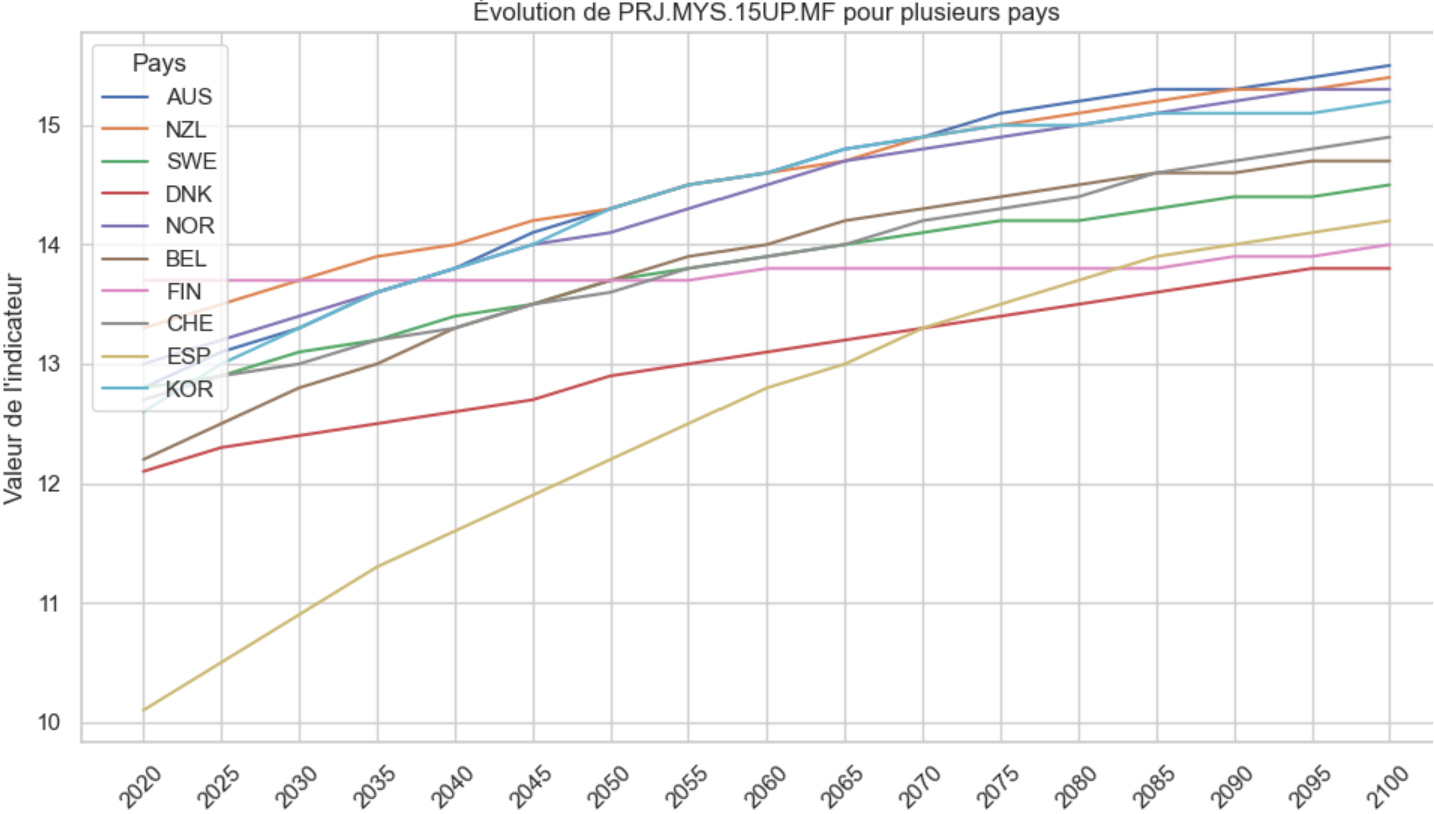 Évolution de PRJ.MYS.15UP.MF pour plusieurs pays
Pays
AUS
NZL
SWE
DNK
NOR
BEL
FIN
CHE
ESP
KOR
Valeur de l'indicateur
15
14
13
12
11
10
2020
2025
2030
2035
2040
2045
2050
2055
2060
2065
2070
2075
2080
2085
2090
2095
2100